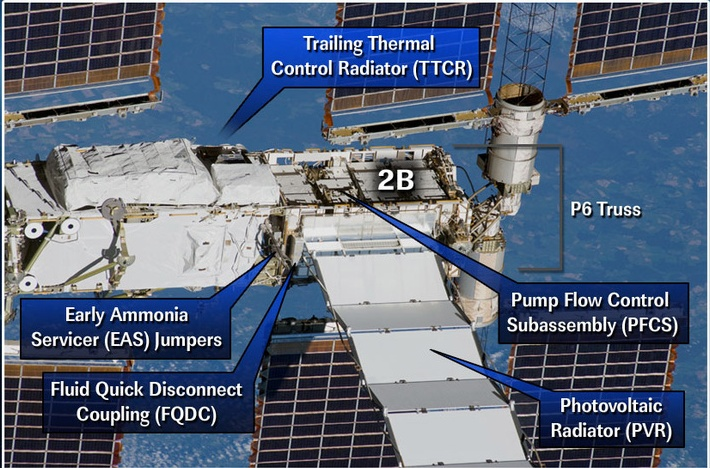 Trailing Thermal
Control Radiator (TTCR)
2B
P6 Truss
Early Ammonia
Servicer (EAS) Jumpers
Pump Flow Control
Subassembly (PFCS)
Fluid Quick Disconnect
Coupling (FQDC)
Photovoltaic
Radiator (PVR)